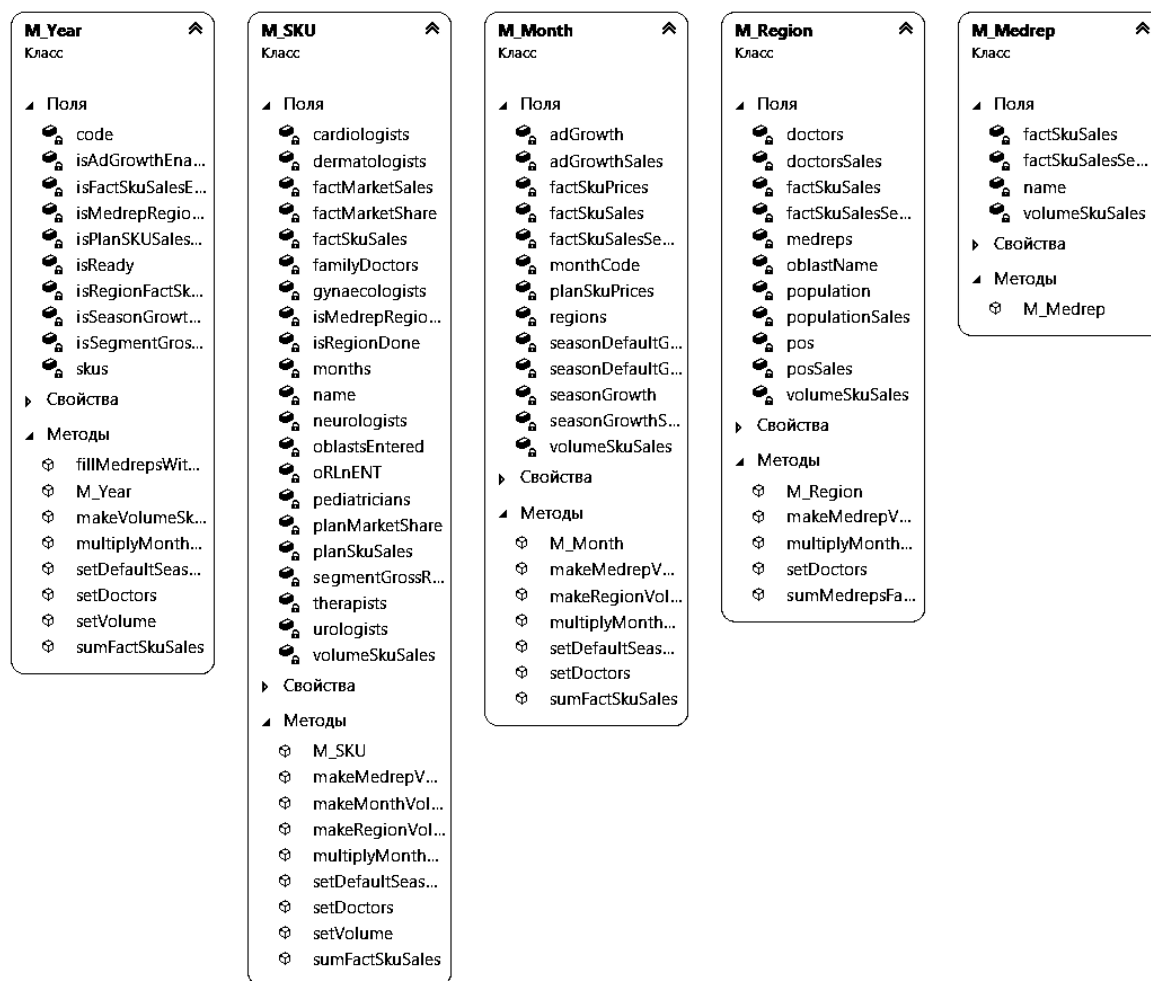 M_Year
Класс
Поля
code
isAdGrowthEna...
isFactSkuSalesE...
isMedrepRegio...
isPlanSKUSales...
isReady
isRegionFactSk...
isSeasonGrowt...
isSegmentGros...
skus
Свойства
Методы
fillMedrepsWit...
M_Year
makeVolumeSk...
multiplyMonth...
setDefaultSeas...
setDoctors
setVolume
sumFactSkuSales
M_SKU
Класс
Поля
cardiologists
dermatologists
factMarketSales
factMarketShare
factSkuSales
familyDoctors
gynaecologists
isMedrepRegio...
isRegionDone
months
name
neurologists
oblastsEntered
oRLnENT
pediatricians
planMarketShare
planSkuSales
segmentGrossR...
therapists
urologists
volumeSkuSales
Свойства
Методы
M_SKU
makeMedrepV...
makeMonthVol...
makeRegionVol...
multiplyMonth...
setDefaultSeas...
setDoctors
setVolume
sumFactSkuSales
M_Month
Класс
Поля
adGrowth
adGrowthSales
factSkuPrices
factSkuSales
factSkuSalesSe...
monthCode
planSkuPrices
regions
seasonDefaultG...
seasonDefaultG...
seasonGrowth
seasonGrowthS...
volumeSkuSales
Свойства
Методы
M_Month
makeMedrepV...
makeRegionVol...
multiplyMonth...
setDefaultSeas...
setDoctors
sumFactSkuSales
M_Region
Класс
Поля
doctors
doctorsSales
factSkuSales
factSkuSalesSe...
medreps
oblastName
population
populationSales
pos
posSales
volumeSkuSales
Свойства
Методы
M_Region
makeMedrepV...
multiplyMonth...
setDoctors
sumMedrepsFa...
M_Medrep
Класс
Поля
factSkuSales
factSkuSalesSe...
name
volumeSkuSales
Свойства
Методы
M_Medrep